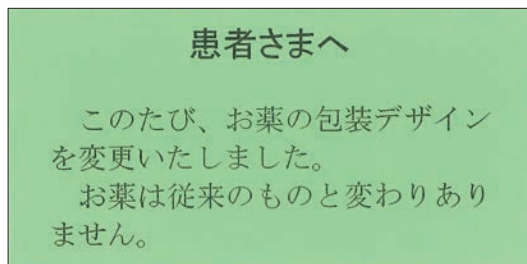 患者さまへ
このたび、お薬の包装デザイン
を変更いたしました。
お薬は従来のものと変わりあり
ません。